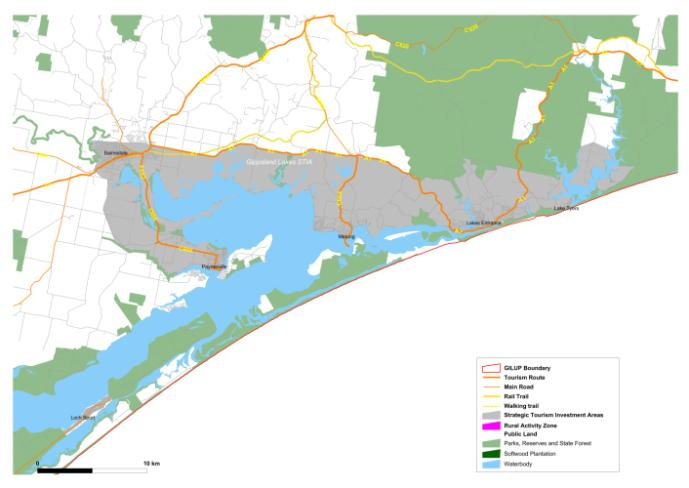 C620
A1
Bairnsdale
Gippsland Lakes STIA
Lake Tyers
Lakes Entrance
Metung
Paynesville
Loch Sport
GILUP Boundary
Tourism Route
Main Road
Rail Trail
Walking trail
Strategic Tourism Investment Areas
Rural Activity Zone
Public Land
Parks, Reserves and State Forest
Softwood Plantation
Waterbody
0 10 km